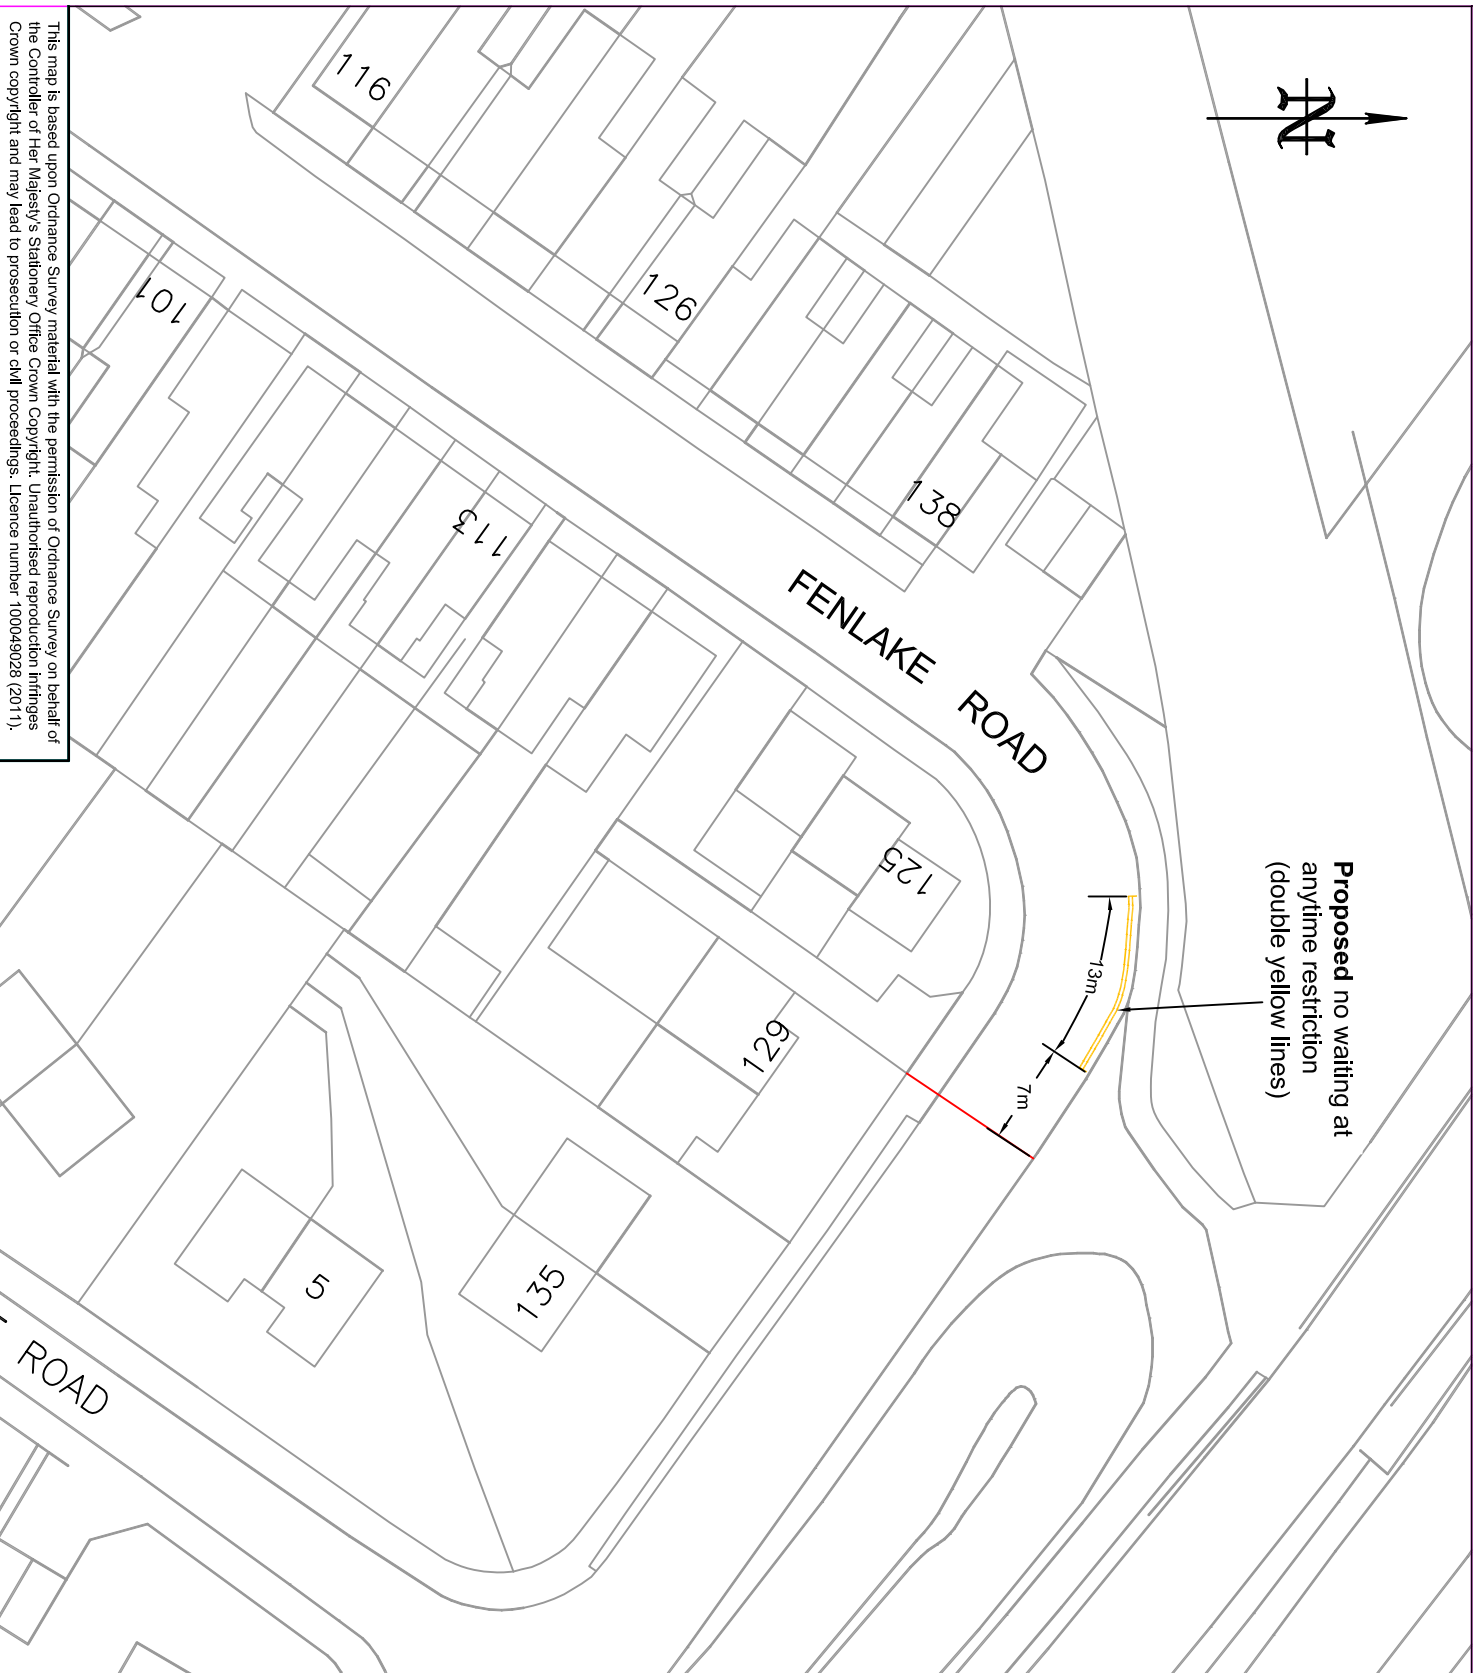 N
116
126
138
101
113
125
129
135
5
FENLAKE ROAD
ROAD
13m
7m
Proposed no waiting at
anytime restriction
(double yellow lines)
This map is based upon Ordnance Survey material with the permission of Ordnance Survey on behalf of
the Controller of Her Majesty's Stationery Office Crown Copyright. Unauthorised reproduction infringes
Crown copyright and may lead to prosecution or civil proceedings. Licence number 100049028 (2011).